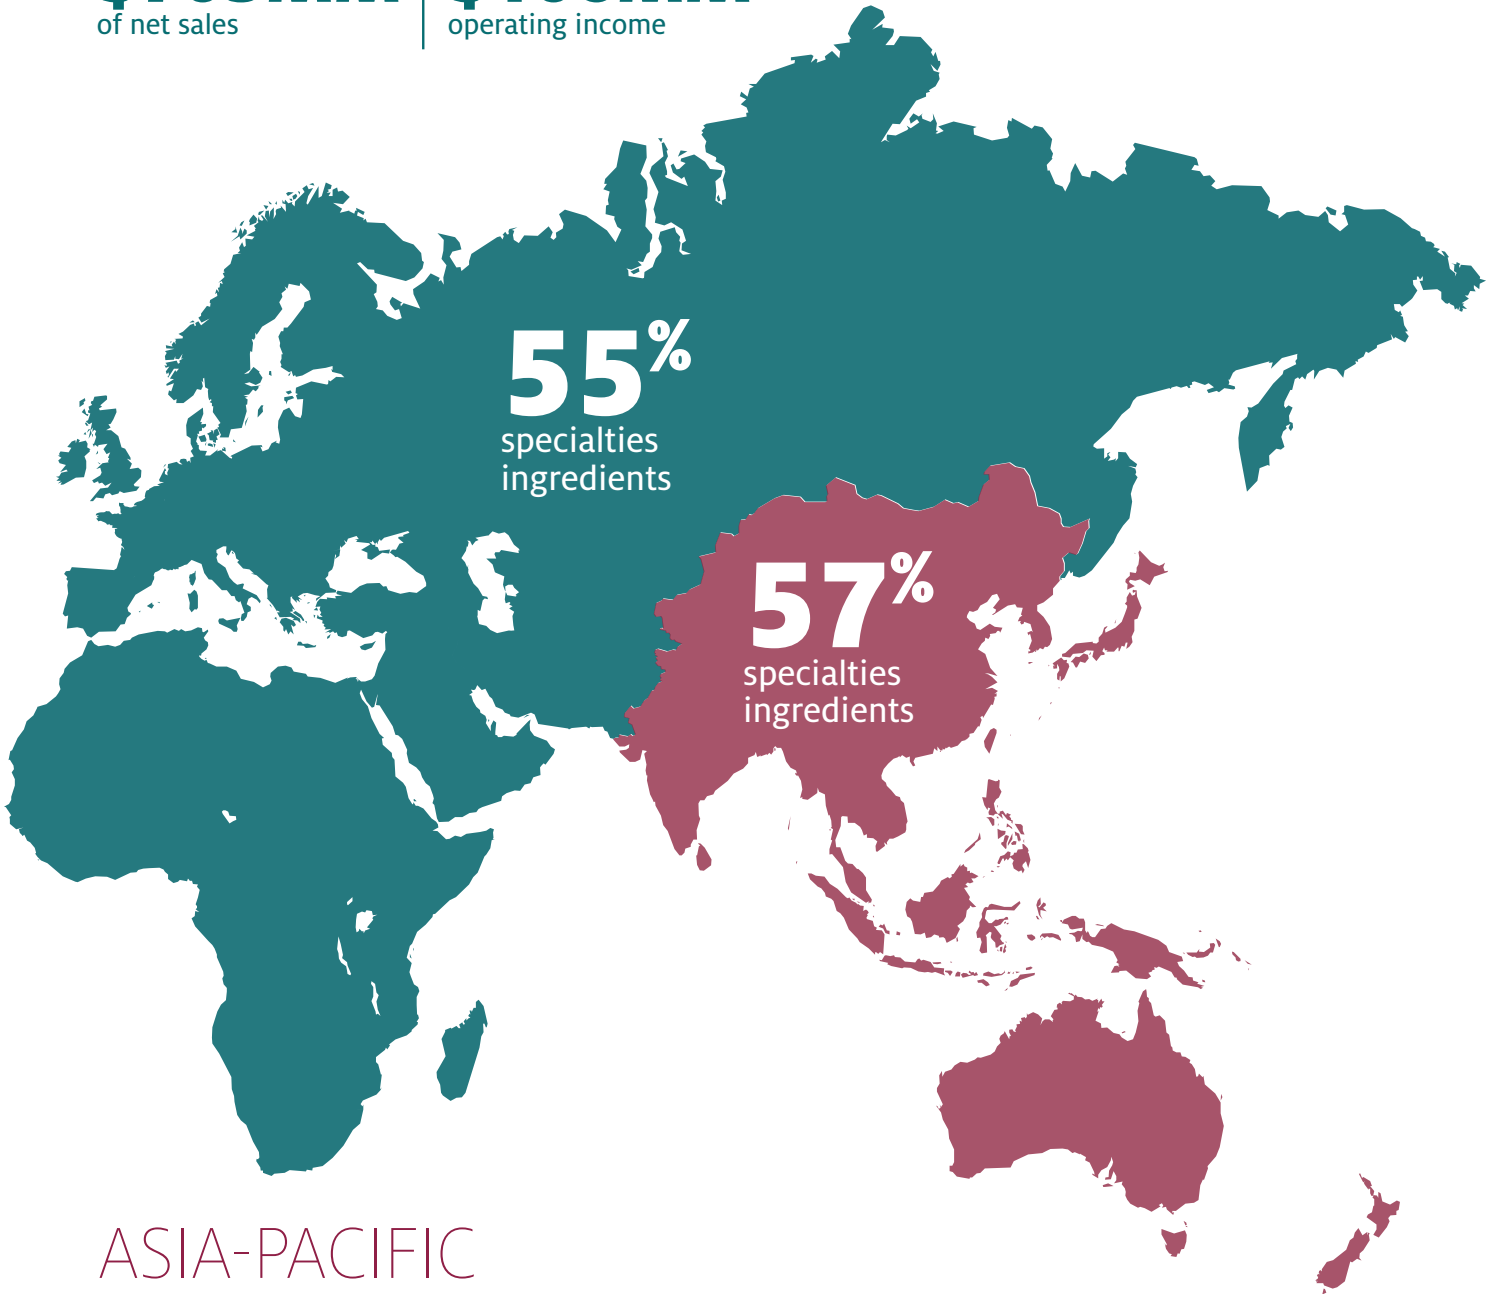 of net sales
operating income
55%
specialties
ingredients
57%
specialties
ingredients
ASIA-PACIFIC